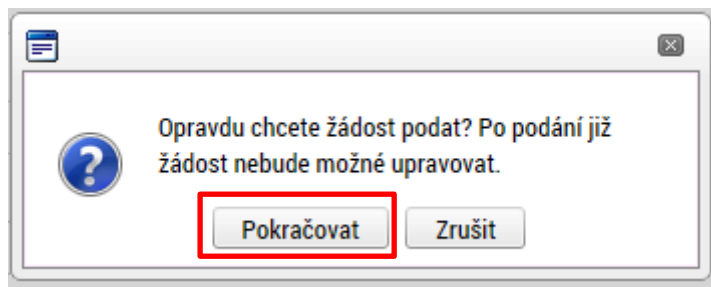 Opravdu chcete žádost podat? Po podání již
žádost nebude možné upravovat.
Pokračovat
Zrušit